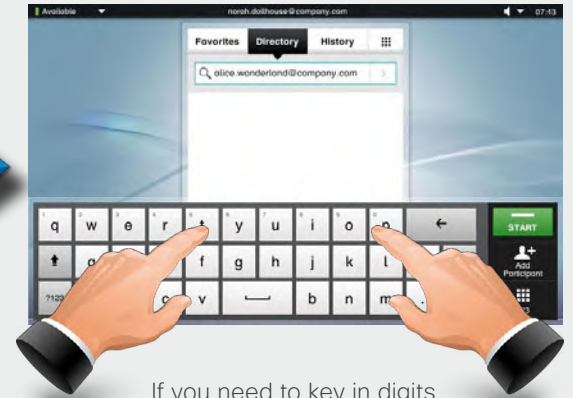 Available norah.dollhouse@company.com 07:43
Favorites Directory History
alice.wonderland@company.com
q w e r t y u i o p
START
f g h j k l
Add
Participant
?123 c v b n m .
If you need to key in digits